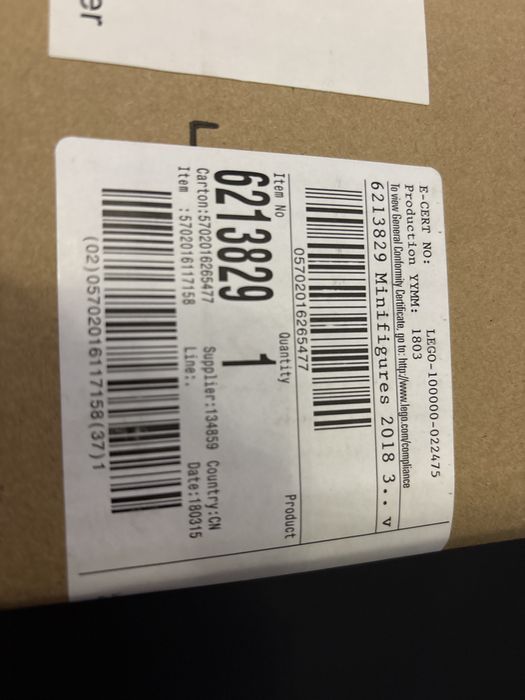 er
L
E-CERT NO: LEGO-100000-022475
Production YYMM: 1803
To view General Conformity Certificate, go to: http://www.lego.com/compliance
6213829 Minifigures 2018 3.. v
05702016265477
Item No Quantity Product
6213829 1
Carton:5702016265477 Supplier:134859 Country:CN
Item :5702016117158 Line:. Date:180315
(02)05702016117158(37)1